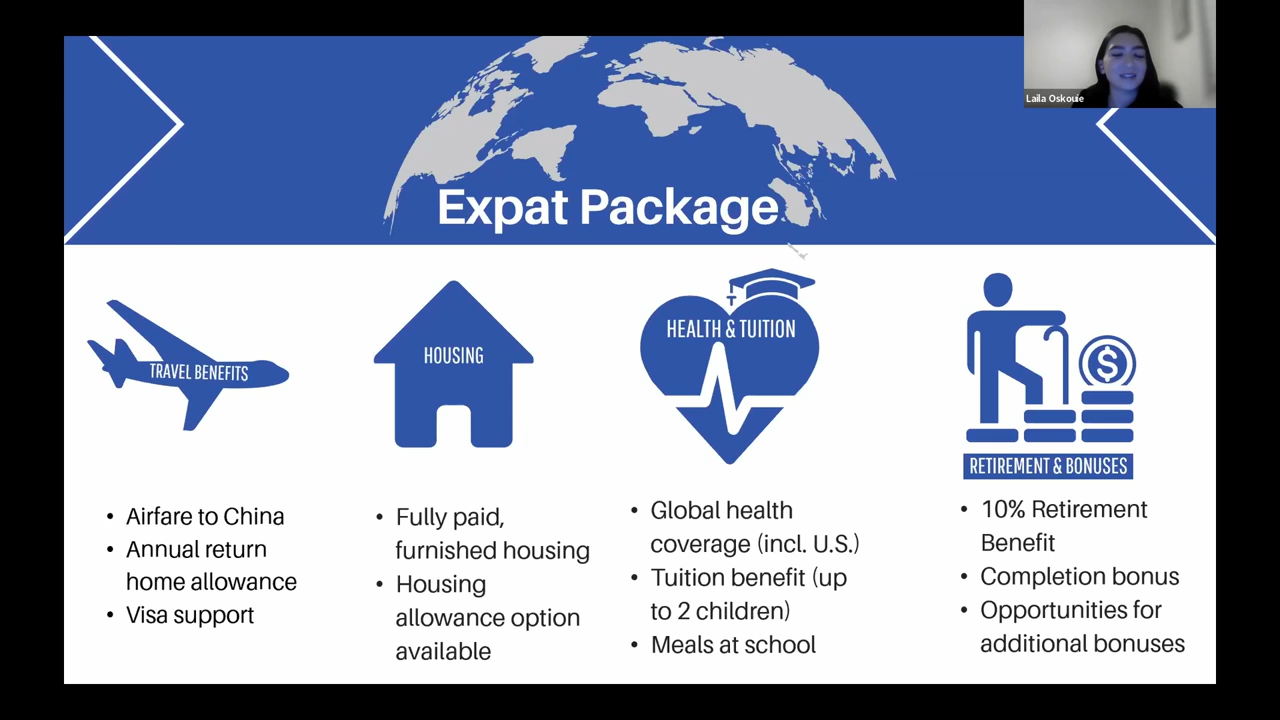 Laila Oskouie
Expat Package
TRAVEL BENEFITS
• Airfare to China
• Annual return
home allowance
• Visa support
HOUSING
• Fully paid,
furnished housing
• Housing
allowance option
available
HEALTH & TUITION
• Global health
coverage (incl. U.S.)
• Tuition benefit (up
to 2 children)
• Meals at school
$
RETIREMENT & BONUSES
• 10% Retirement
Benefit
• Completion bonus
• Opportunities for
additional bonuses